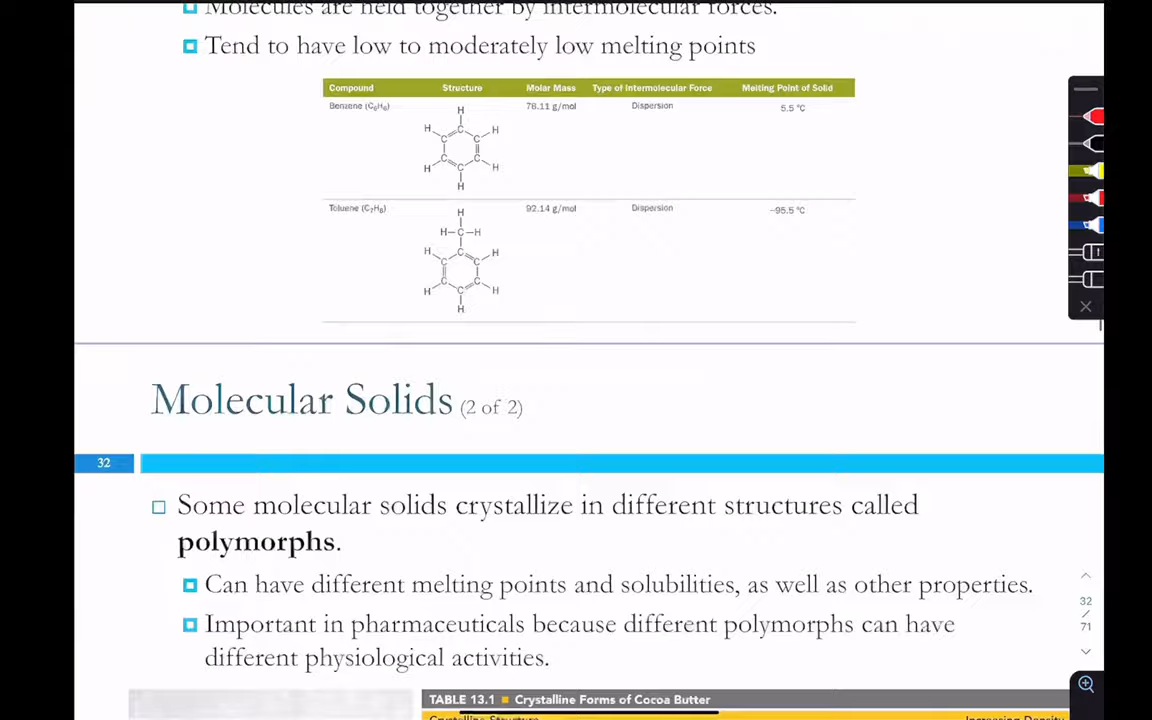 Molecules are held together by intermolecular forces.
Tend to have low to moderately low melting points
Compound Structure Molar Mass Type of Intermolecular Force Melting Point of Solid
Benzene (C₆H₆) 78.11 g/mol Dispersion 5.5 °C
H
H C H
C C
C C
H C H
H
Toluene (C₇H₈) 92.14 g/mol Dispersion −95.5 °C
H
H–C–H
H C H
C C
C C
H C H
H
Molecular Solids (2 of 2)
32
Some molecular solids crystallize in different structures called
polymorphs.
Can have different melting points and solubilities, as well as other properties.
Important in pharmaceuticals because different polymorphs can have
different physiological activities.
32
/
71
TABLE 13.1 Crystalline Forms of Cocoa Butter
Crystalline Structure Increasing Density